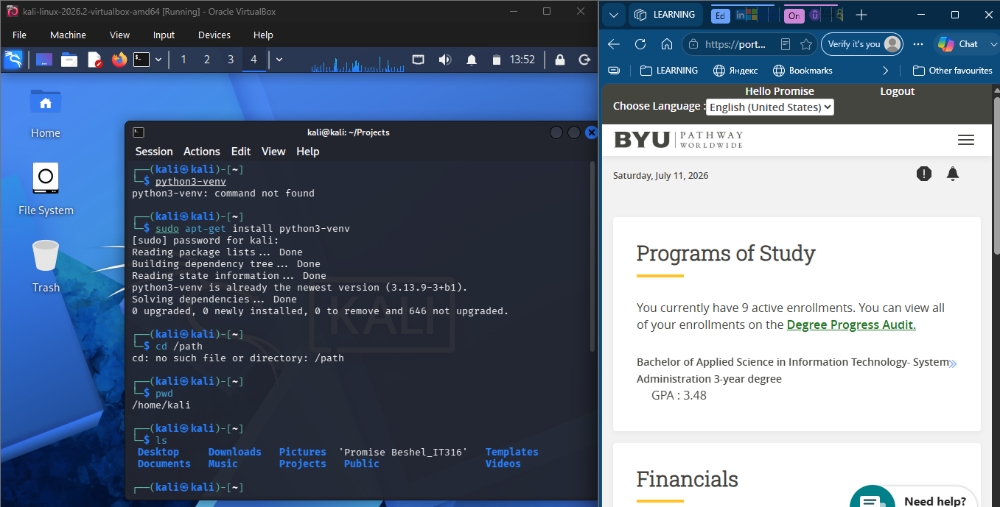 kali-linux-2026.2-virtualbox-amd64 [Running] - Oracle VirtualBox
File Machine View Input Devices Help
1 2 3 4 13:52
Home
File System
Trash
kali@kali: ~/Projects
Session Actions Edit View Help
┌──(kali㉿kali)-[~]
└─$ python3-venv
python3-venv: command not found
┌──(kali㉿kali)-[~]
└─$ sudo apt-get install python3-venv
[sudo] password for kali:
Reading package lists... Done
Building dependency tree... Done
Reading state information... Done
python3-venv is already the newest version (3.13.9-3+b1).
Solving dependencies... Done
0 upgraded, 0 newly installed, 0 to remove and 646 not upgraded.
┌──(kali㉿kali)-[~]
└─$ cd /path
cd: no such file or directory: /path
┌──(kali㉿kali)-[~]
└─$ pwd
/home/kali
┌──(kali㉿kali)-[~]
└─$ ls
Desktop Downloads Pictures 'Promise Beshel_IT316' Templates
Documents Music Projects Public Videos
┌──(kali㉿kali)-[~]
KALI
LEARNING Ed in On
https://port... Verify it's you Chat
LEARNING Яндекс Bookmarks Other favourites
Hello Promise Logout
Choose Language : English (United States)
BYU PATHWAY
WORLDWIDE
Saturday, July 11, 2026
Programs of Study
You currently have 9 active enrollments. You can view all
of your enrollments on the Degree Progress Audit.
Bachelor of Applied Science in Information Technology- System
Administration 3-year degree
GPA : 3.48
Financials
Need help?